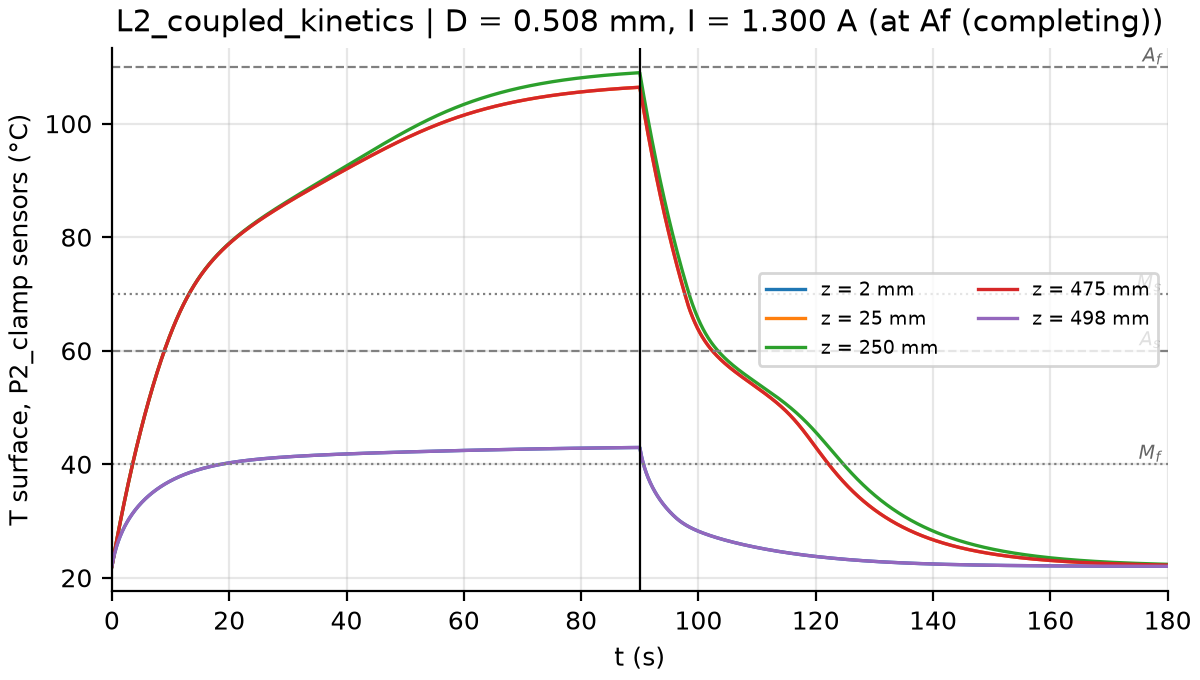 L2_coupled_kinetics | D = 0.508 mm, I = 1.300 A (at Af (completing))
T surface, P2_clamp sensors (°C)
100
80
60
40
20
A_f
M_s
A_s
M_f
z = 2 mm
z = 25 mm
z = 250 mm
z = 475 mm
z = 498 mm
0 20 40 60 80 100 120 140 160 180
t (s)